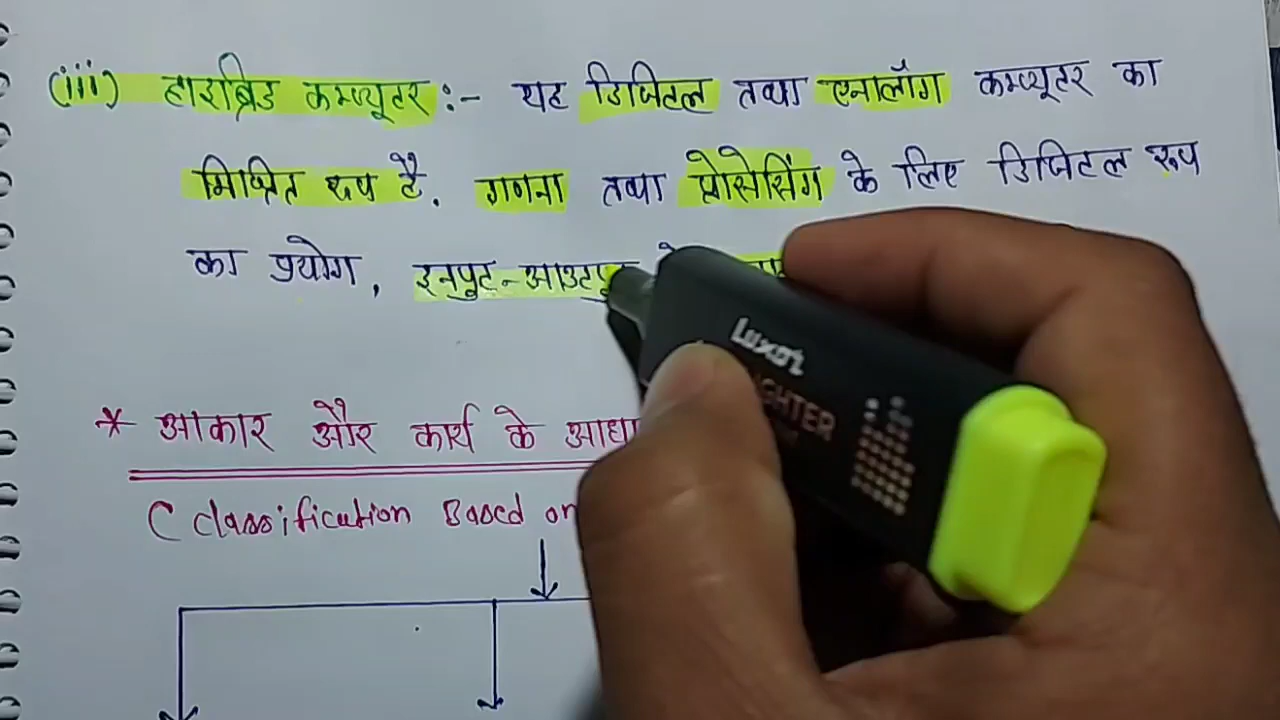 (iii) हाइब्रिड कम्प्यूटर :- यह डिजिटल तथा एनालॉग कम्प्यूटर का
मिश्रित रूप है. गणना तथा प्रोसेसिंग के लिए डिजिटल रूप
का प्रयोग, इनपुट-आउटपु
* आकार और कार्य के आधा
( Classification Based on
Luxor